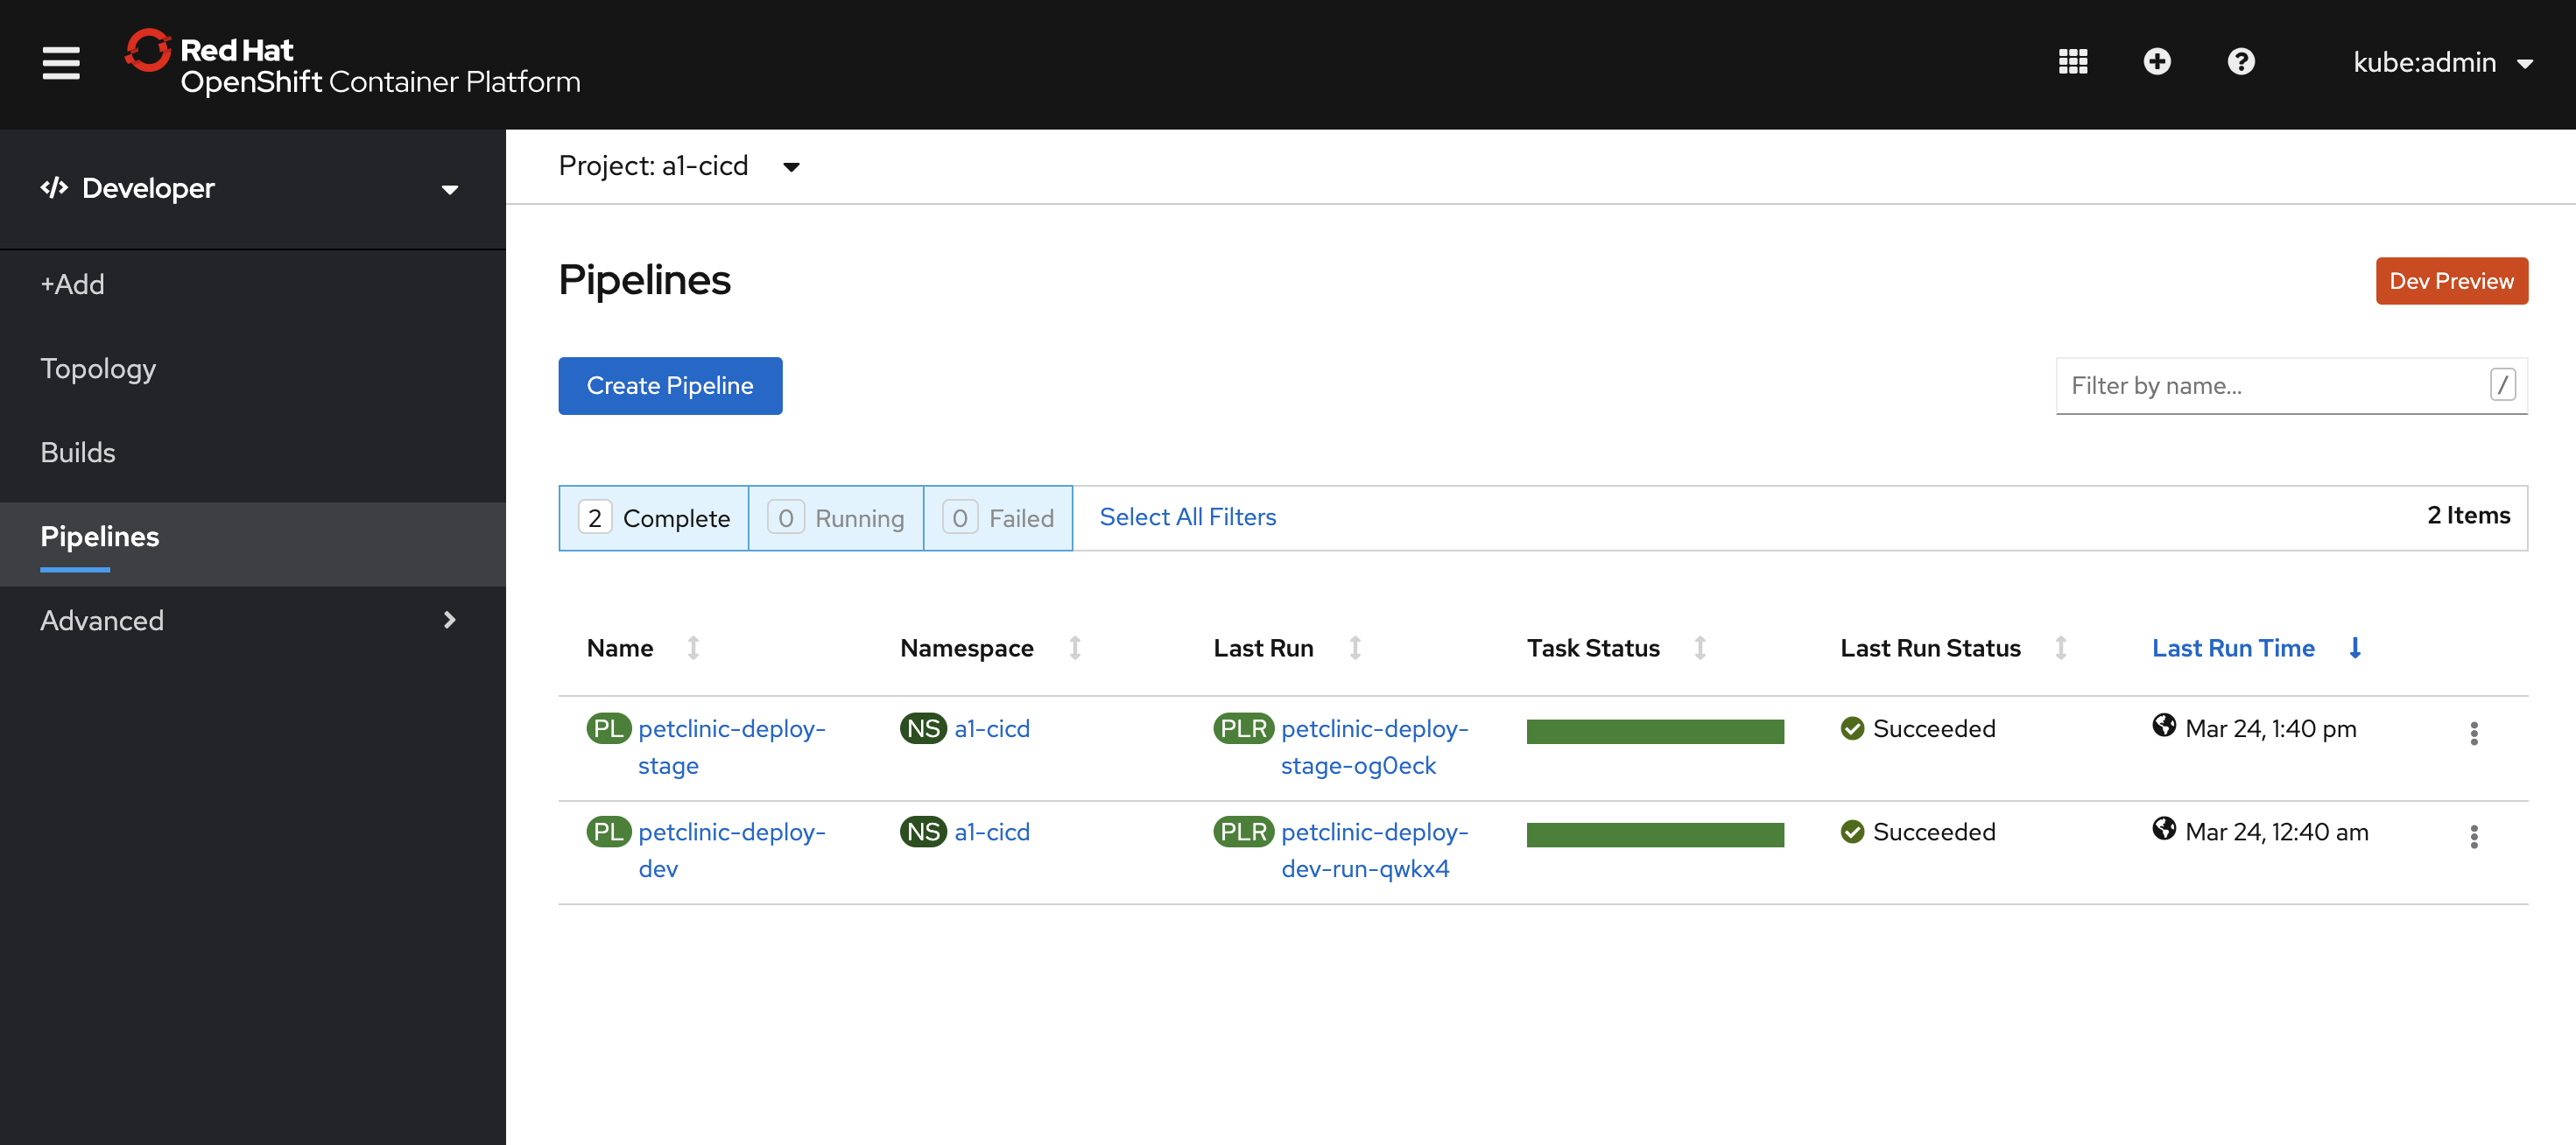 Red Hat
OpenShift Container Platform
kube:admin
Developer
Project: a1-cicd
+Add
Topology
Builds
Pipelines
Advanced
Pipelines
Dev Preview
Create Pipeline
Filter by name...
/
2 Complete
0 Running
0 Failed
Select All Filters
2 Items
Name Namespace Last Run Task Status Last Run Status Last Run Time
PL petclinic-deploy- NS a1-cicd PLR petclinic-deploy- Succeeded Mar 24, 1:40 pm
stage stage-og0eck
PL petclinic-deploy- NS a1-cicd PLR petclinic-deploy- Succeeded Mar 24, 12:40 am
dev dev-run-qwkx4